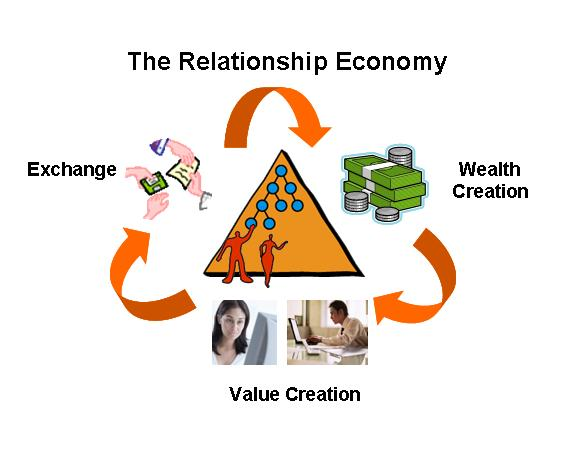 The Relationship Economy
Exchange
Wealth
Creation
Value Creation